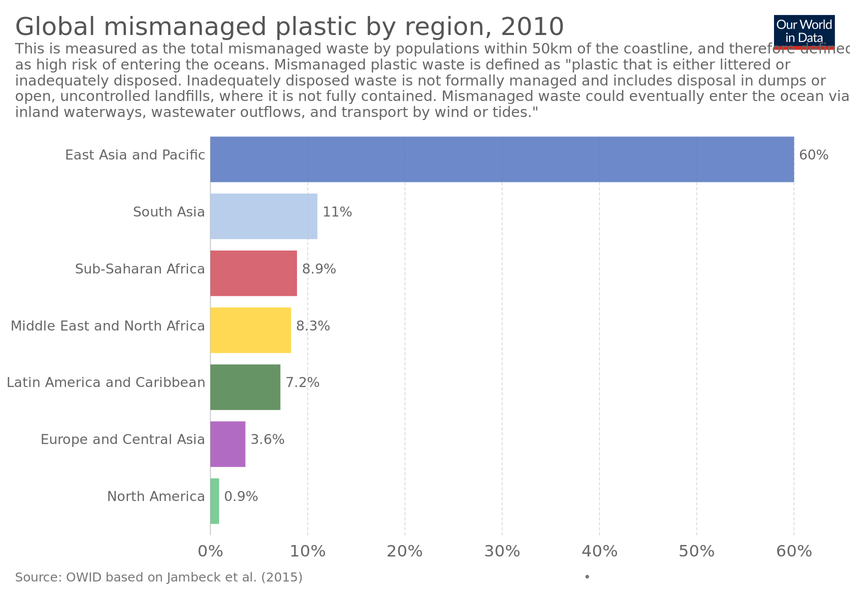 Global mismanaged plastic by region, 2010
Our World
in Data
This is measured as the total mismanaged waste by populations within 50km of the coastline, and therefore defined
as high risk of entering the oceans. Mismanaged plastic waste is defined as "plastic that is either littered or
inadequately disposed. Inadequately disposed waste is not formally managed and includes disposal in dumps or
open, uncontrolled landfills, where it is not fully contained. Mismanaged waste could eventually enter the ocean via
inland waterways, wastewater outflows, and transport by wind or tides."
East Asia and Pacific 60%
South Asia 11%
Sub-Saharan Africa 8.9%
Middle East and North Africa 8.3%
Latin America and Caribbean 7.2%
Europe and Central Asia 3.6%
North America 0.9%
0% 10% 20% 30% 40% 50% 60%
Source: OWID based on Jambeck et al. (2015) •